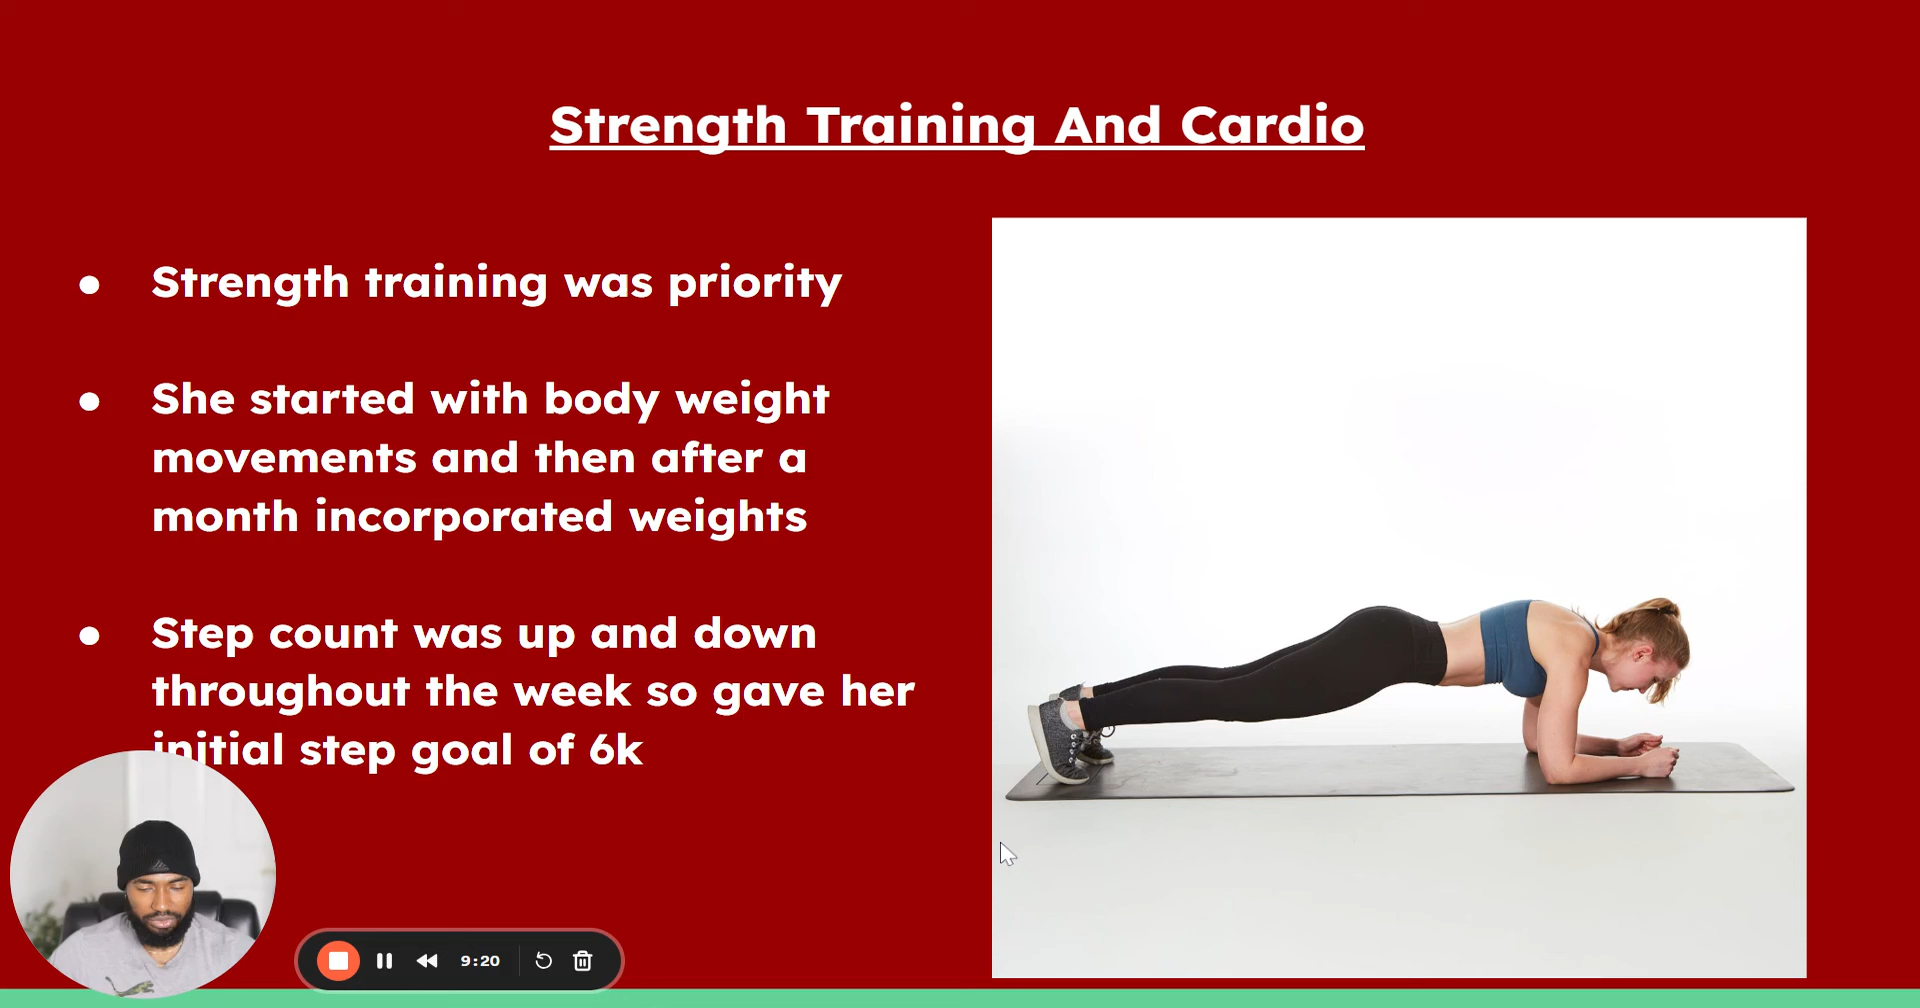 Strength Training And Cardio
● Strength training was priority
● She started with body weight
movements and then after a
month incorporated weights
● Step count was up and down
throughout the week so gave her
initial step goal of 6k
9:20